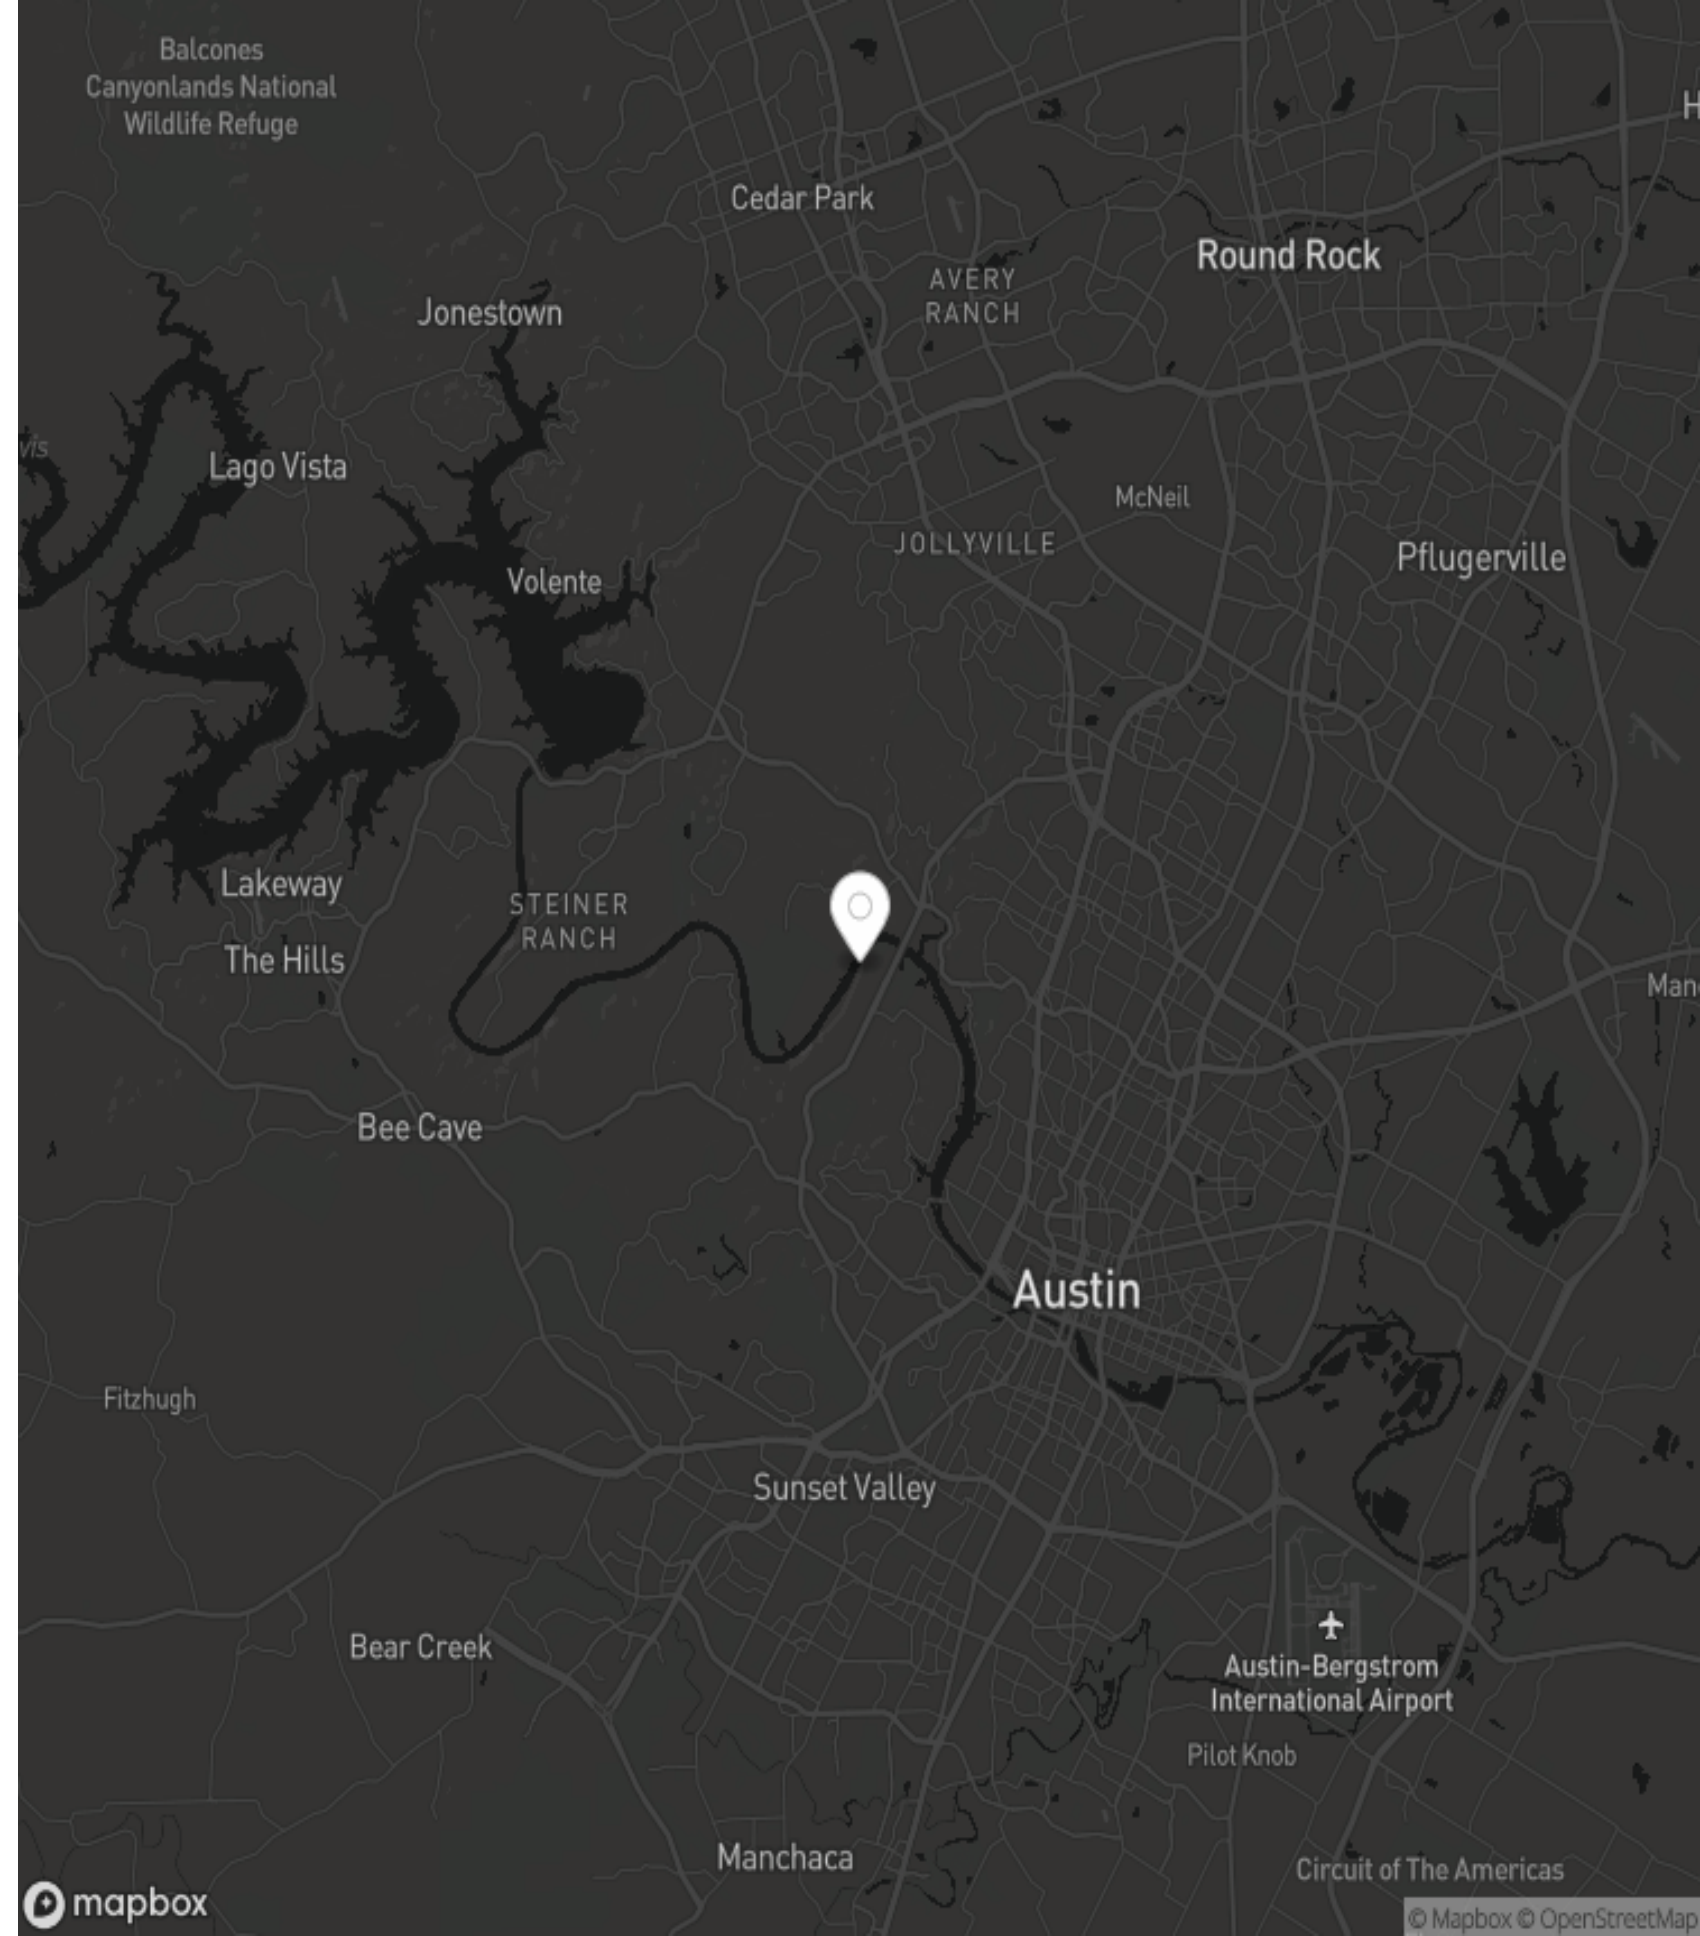 Balcones
Canyonlands National
Wildlife Refuge
H
Cedar Park
Round Rock
AVERY
RANCH
Jonestown
vis
Lago Vista
McNeil
JOLLYVILLE
Pflugerville
Volente
Lakeway
STEINER
RANCH
The Hills
Man
Bee Cave
Austin
Fitzhugh
Sunset Valley
Bear Creek
Austin-Bergstrom
International Airport
Pilot Knob
Manchaca
Circuit of The Americas
mapbox
© Mapbox © OpenStreetMap